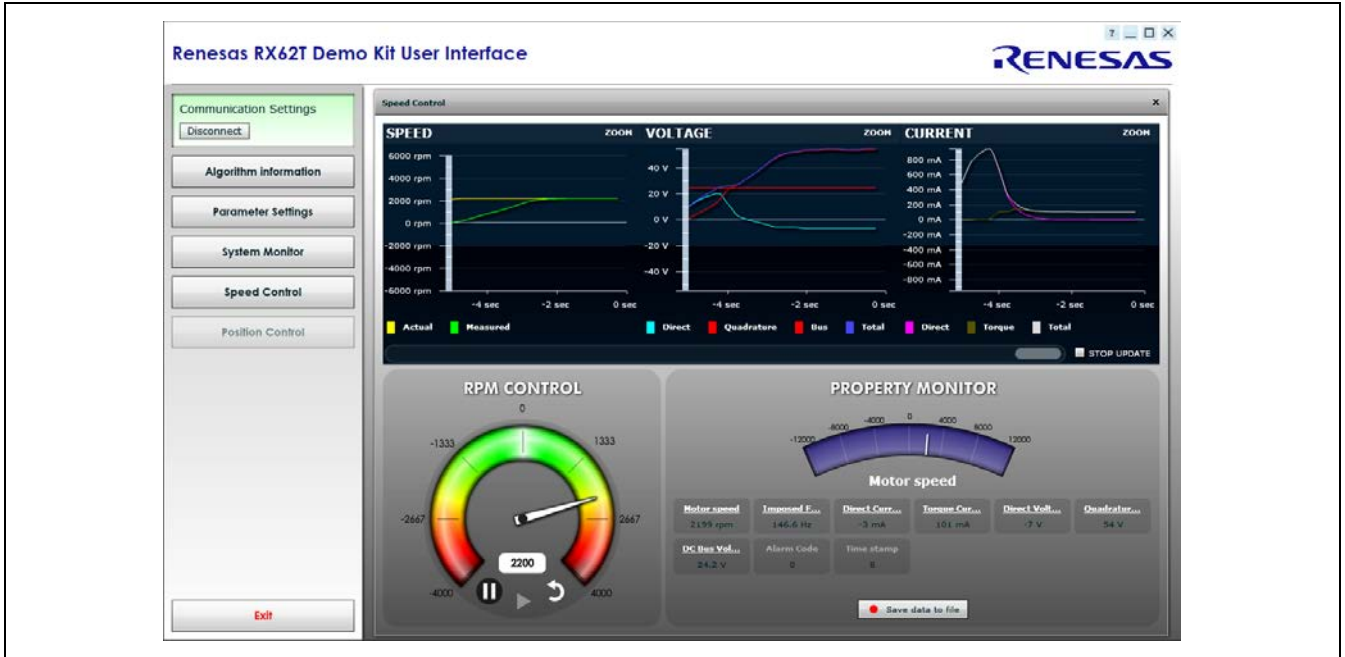 Renesas RX62T Demo Kit User Interface
?
RENESAS
Communication Settings
Disconnect
Algorithm information
Parameter Settings
System Monitor
Speed Control
Position Control
Exit
Speed Control
x
SPEED ZOOM
6000 rpm
4000 rpm
2000 rpm
0 rpm
-2000 rpm
-4000 rpm
-6000 rpm
-4 sec -2 sec 0 sec
Actual Measured
VOLTAGE ZOOM
40 V
20 V
0 V
-20 V
-40 V
-4 sec -2 sec 0 sec
Direct Quadrature Bus Total
CURRENT ZOOM
800 mA
600 mA
400 mA
200 mA
0 mA
-200 mA
-400 mA
-600 mA
-800 mA
-4 sec -2 sec 0 sec
Direct Torque Total
STOP UPDATE
RPM CONTROL
0
-1333 1333
-2667 2667
-4000 4000
2200
PROPERTY MONITOR
-12000 -8000 -4000 0 4000 8000 12000
Motor speed
Motor speed Imposed F... Direct Curr... Torque Cur... Direct Volt... Quadratur...
2199 rpm 146.6 Hz -3 mA 101 mA -7 V 54 V
DC Bus Vol... Alarm Code Time stamp
24.2 V 0
Save data to file